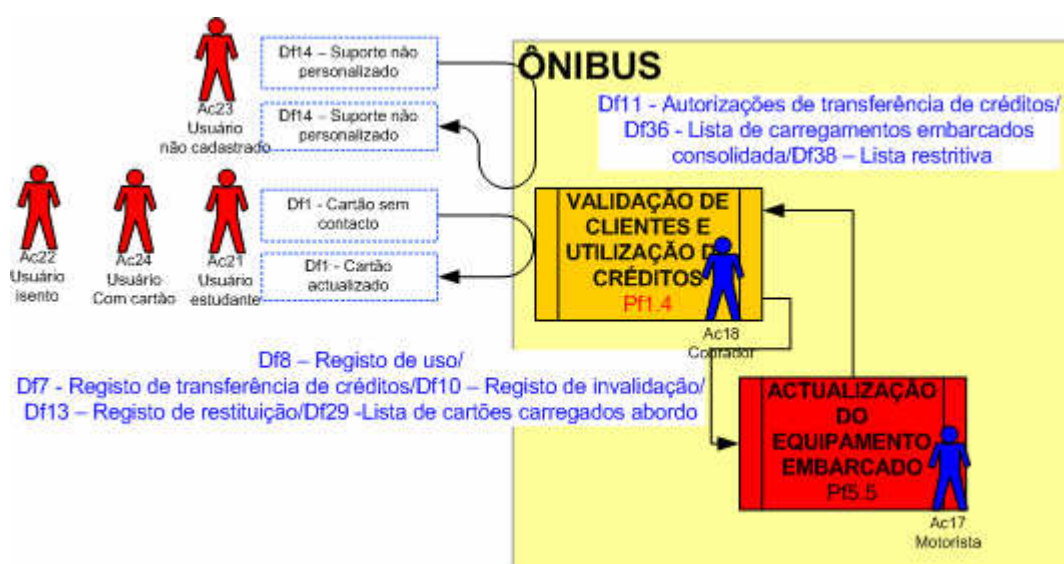 Df14 – Suporte não
personalizado
Ac23
Usuário
não cadastrado
Df14 – Suporte não
personalizado
ÔNIBUS
Df11 - Autorizações de transferência de créditos/
Df36 - Lista de carregamentos embarcados
consolidada/Df38 – Lista restritiva
Ac22
Usuário
isento
Ac24
Usuário
Com cartão
Ac21
Usuário
estudante
Df1 - Cartão sem
contacto
Df1 - Cartão
actualizado
VALIDAÇÃO DE
CLIENTES E
UTILIZAÇÃO D
CRÉDITOS
Pf1.4
Ac18
Cobrador
Df8 – Registo de uso/
Df7 - Registo de transferência de créditos/Df10 – Registo de invalidação/
Df13 – Registo de restituição/Df29 -Lista de cartões carregados abordo
ACTUALIZAÇÃO
DO
EQUIPAMENTO
EMBARCADO
Pf5.5
Ac17
Motorista